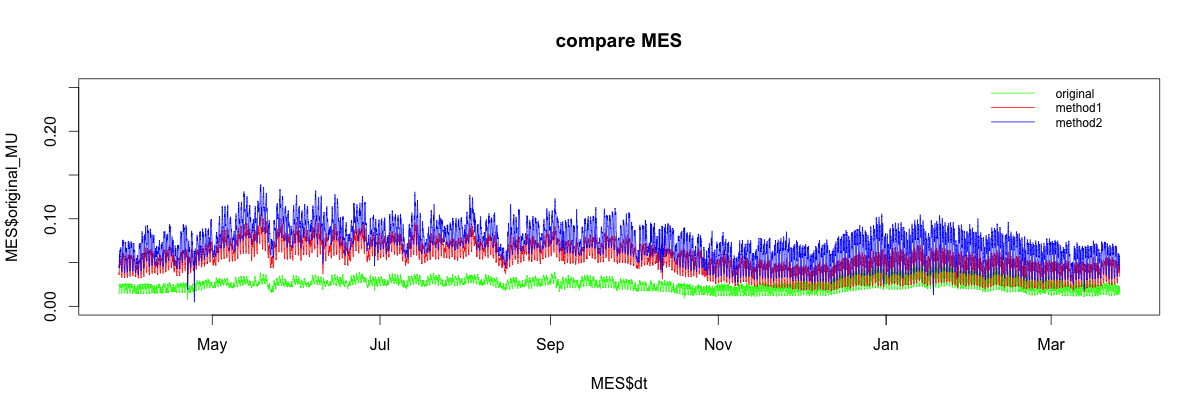 compare MES
original
method1
method2
MES$original_MU
0.20
0.10
0.00
May Jul Sep Nov Jan Mar
MES$dt